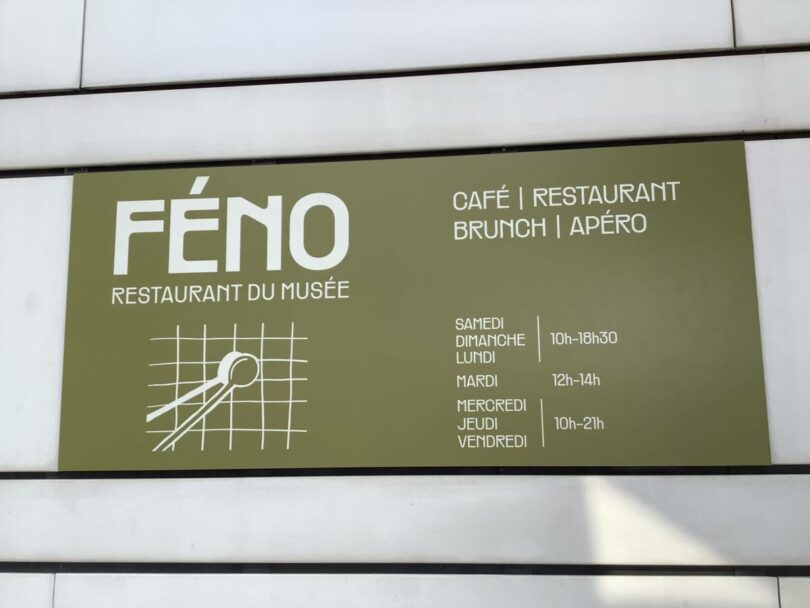 FÉNO
RESTAURANT DU MUSÉE
CAFÉ | RESTAURANT
BRUNCH | APÉRO
SAMEDI
DIMANCHE
LUNDI
10h-18h30
MARDI
12h-14h
MERCREDI
JEUDI
VENDREDI
10h-21h